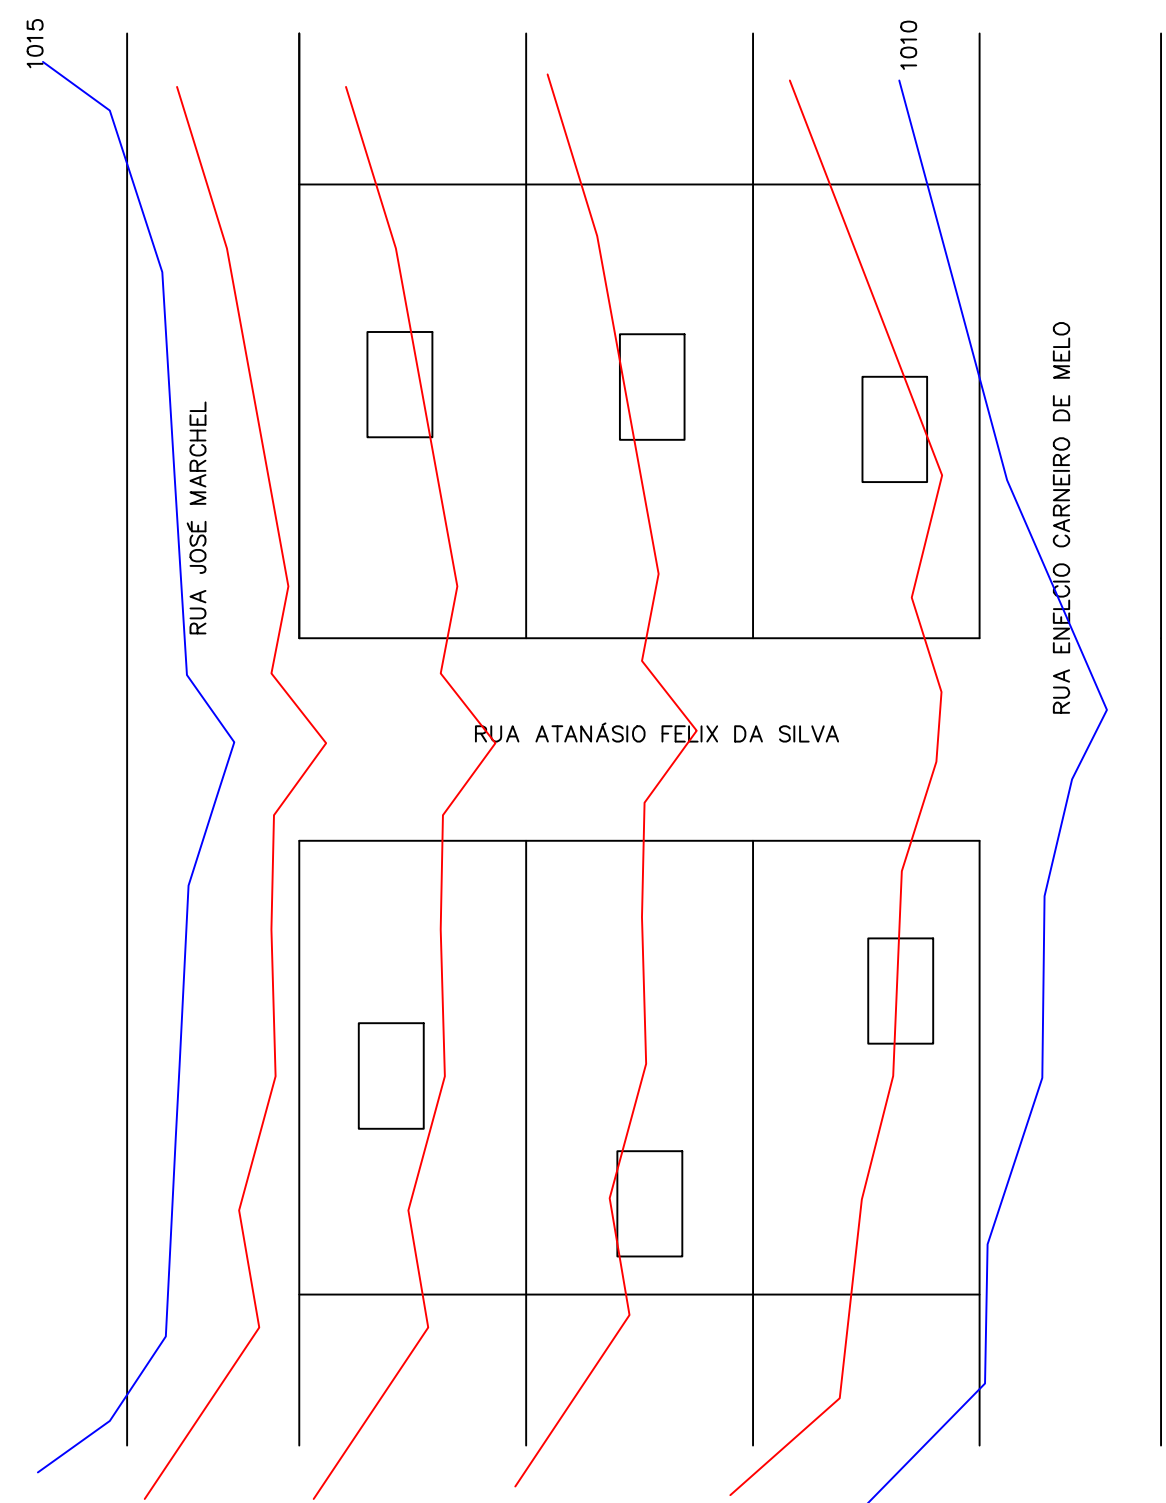 1015
1010
RUA JOSÉ MARCHEL
RUA ENELCIO CARNEIRO DE MELO
RUA ATANÁSIO FELIX DA SILVA